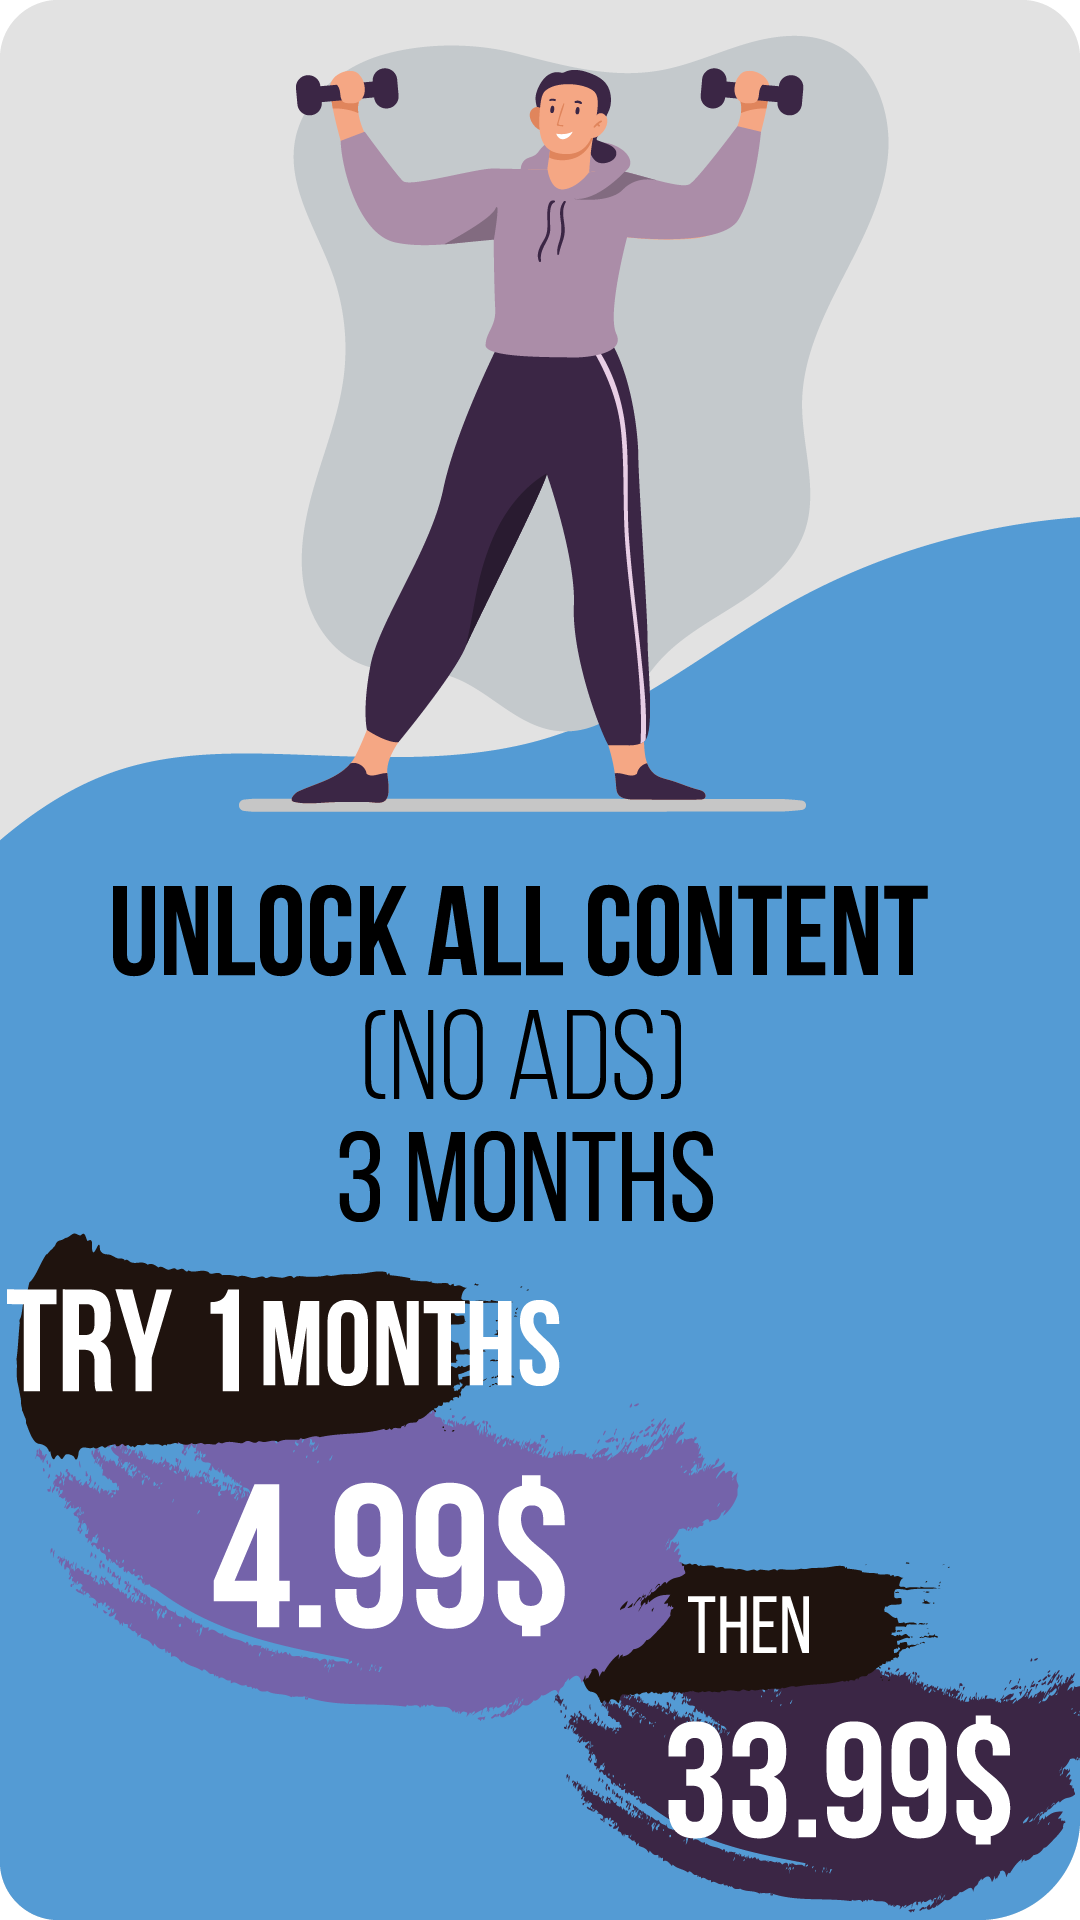 UNLOCK ALL CONTENT
(NO ADS)
3 MONTHS
TRY 1 MONTHS
4.99$
THEN
33.99$